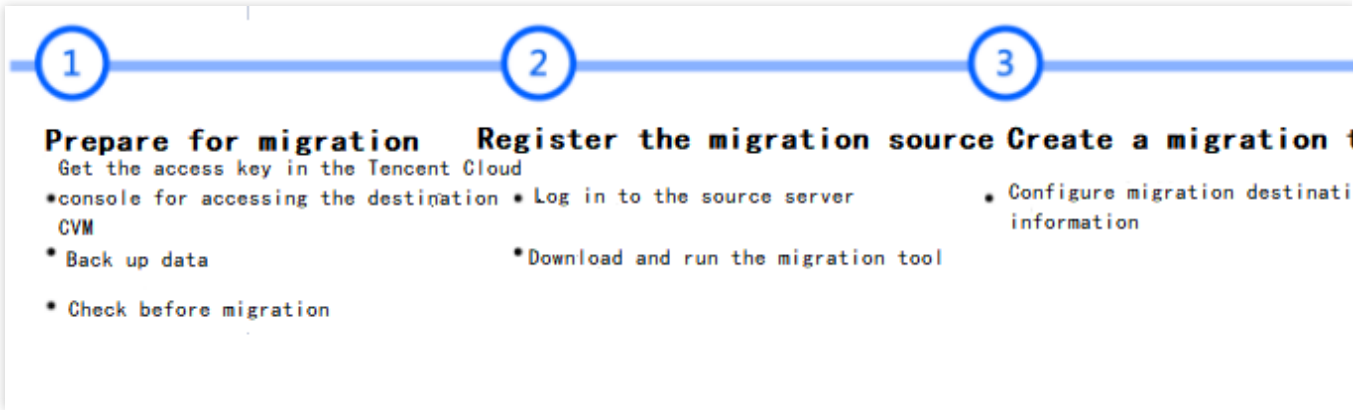 1
2
3
Prepare for migration
Get the access key in the Tencent Cloud
•console for accessing the destination
CVM
• Back up data
• Check before migration
Register the migration source
• Log in to the source server
•Download and run the migration tool
Create a migration
• Configure migration
information